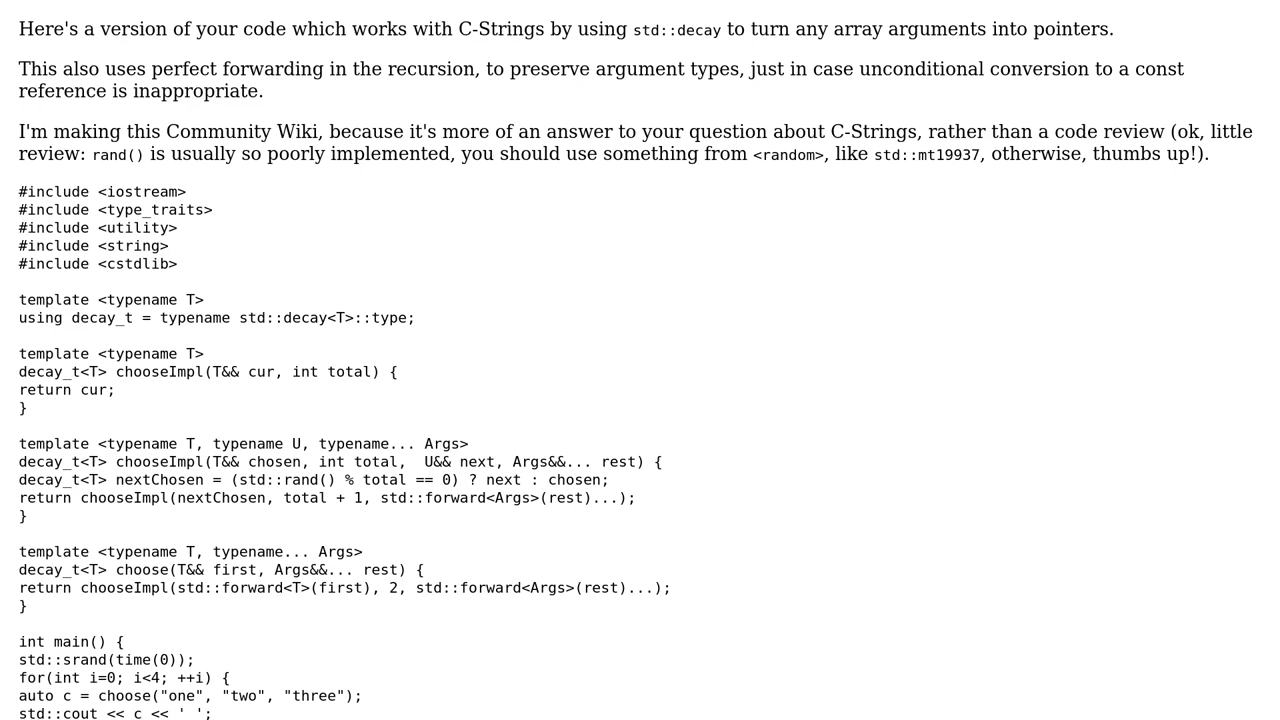 Here's a version of your code which works with C-Strings by using std::decay to turn any array arguments into pointers.
This also uses perfect forwarding in the recursion, to preserve argument types, just in case unconditional conversion to a const
reference is inappropriate.
I'm making this Community Wiki, because it's more of an answer to your question about C-Strings, rather than a code review (ok, little
review: rand() is usually so poorly implemented, you should use something from <random>, like std::mt19937, otherwise, thumbs up!).
#include <iostream>
#include <type_traits>
#include <utility>
#include <string>
#include <cstdlib>
template <typename T>
using decay_t = typename std::decay<T>::type;
template <typename T>
decay_t<T> chooseImpl(T&& cur, int total) {
return cur;
}
template <typename T, typename U, typename... Args>
decay_t<T> chooseImpl(T&& chosen, int total,  U&& next, Args&&... rest) {
decay_t<T> nextChosen = (std::rand() % total == 0) ? next : chosen;
return chooseImpl(nextChosen, total + 1, std::forward<Args>(rest)...);
}
template <typename T, typename... Args>
decay_t<T> choose(T&& first, Args&&... rest) {
return chooseImpl(std::forward<T>(first), 2, std::forward<Args>(rest)...);
}
int main() {
std::srand(time(0));
for(int i=0; i<4; ++i) {
auto c = choose("one", "two", "three");
std::cout << c << ' ';